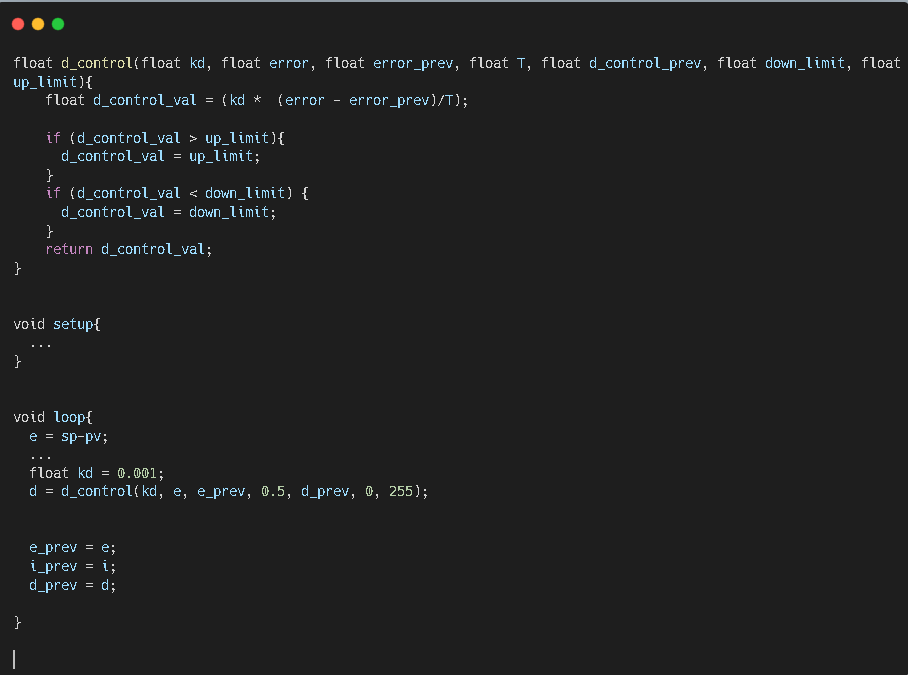 float d_control(float kd, float error, float error_prev, float T, float d_control_prev, float down_limit, float
up_limit){
    float d_control_val = (kd *  (error - error_prev)/T);

    if (d_control_val > up_limit){
      d_control_val = up_limit;
    }
    if (d_control_val < down_limit) {
      d_control_val = down_limit;
    }
    return d_control_val;
}


void setup{
  ...
}


void loop{
  e = sp-pv;
  ...
  float kd = 0.001;
  d = d_control(kd, e, e_prev, 0.5, d_prev, 0, 255);


  e_prev = e;
  i_prev = i;
  d_prev = d;

}